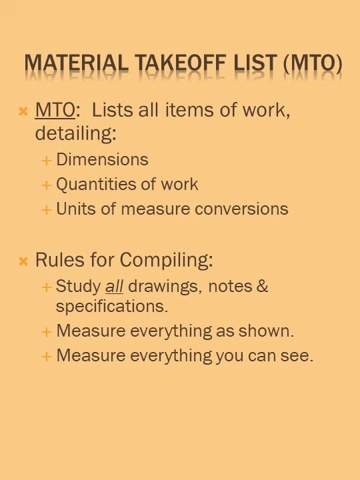 MATERIAL TAKEOFF LIST (MTO)
MTO:  Lists all items of work,
detailing:
Dimensions
Quantities of work
Units of measure conversions
Rules for Compiling:
Study all drawings, notes &
specifications.
Measure everything as shown.
Measure everything you can see.